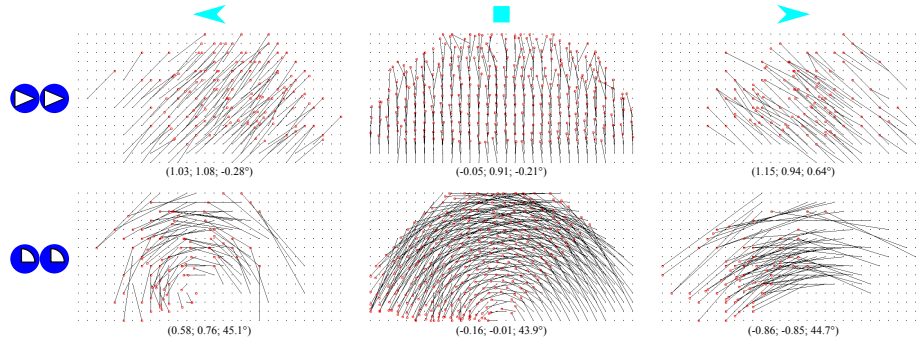 (1.03; 1.08; -0.28°)
(-0.05; 0.91; -0.21°)
(1.15; 0.94; 0.64°)
(0.58; 0.76; 45.1°)
(-0.16; -0.01; 43.9°)
(-0.86; -0.85; 44.7°)